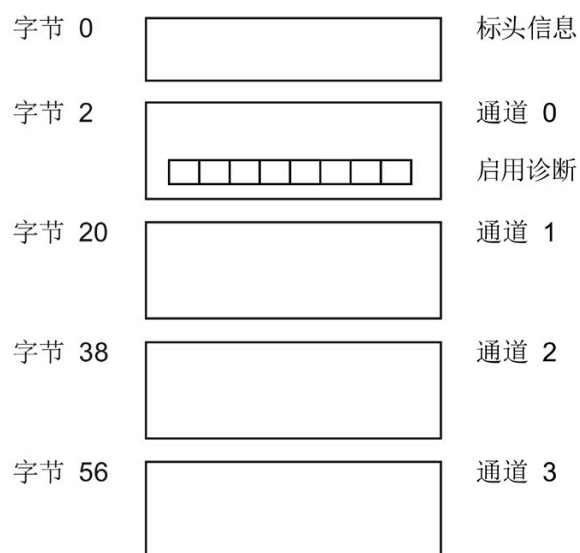 字节 0 标头信息
字节 2 通道 0
启用诊断
字节 20 通道 1
字节 38 通道 2
字节 56 通道 3